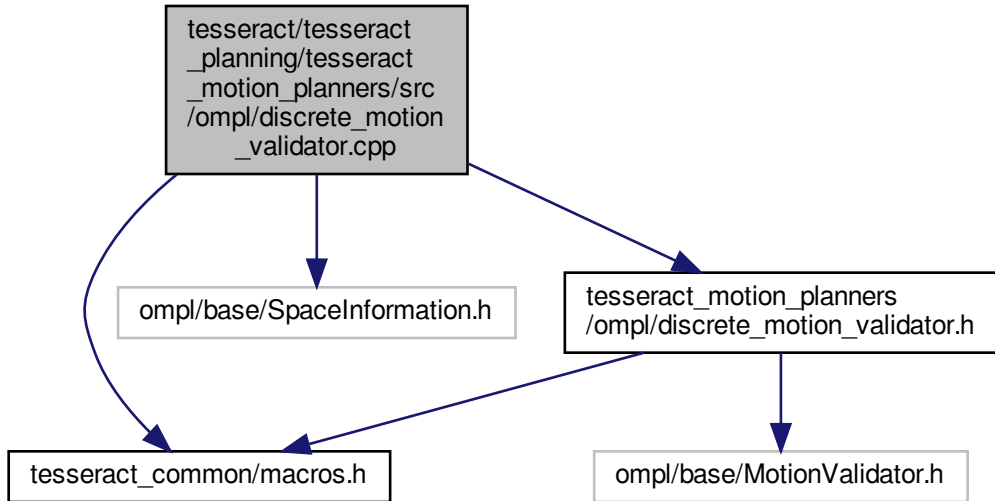 tesseract/tesseract
_planning/tesseract
_motion_planners/src
/ompl/discrete_motion
_validator.cpp
ompl/base/SpaceInformation.h
tesseract_motion_planners
/ompl/discrete_motion_validator.h
tesseract_common/macros.h
ompl/base/MotionValidator.h